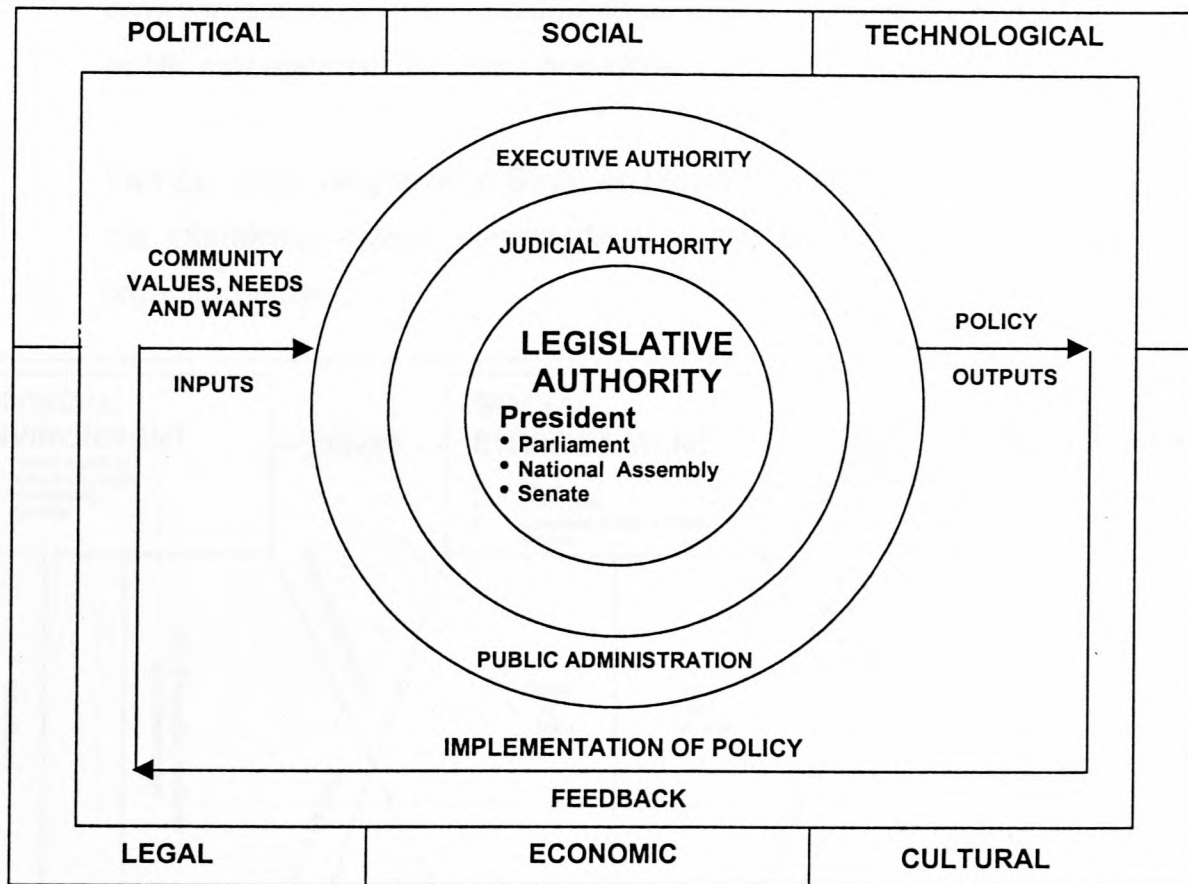 POLITICAL
SOCIAL
TECHNOLOGICAL
EXECUTIVE AUTHORITY
JUDICIAL AUTHORITY
COMMUNITY
VALUES, NEEDS
AND WANTS
INPUTS
LEGISLATIVE
AUTHORITY
President
• Parliament
• National Assembly
• Senate
POLICY
OUTPUTS
PUBLIC ADMINISTRATION
IMPLEMENTATION OF POLICY
FEEDBACK
LEGAL
ECONOMIC
CULTURAL